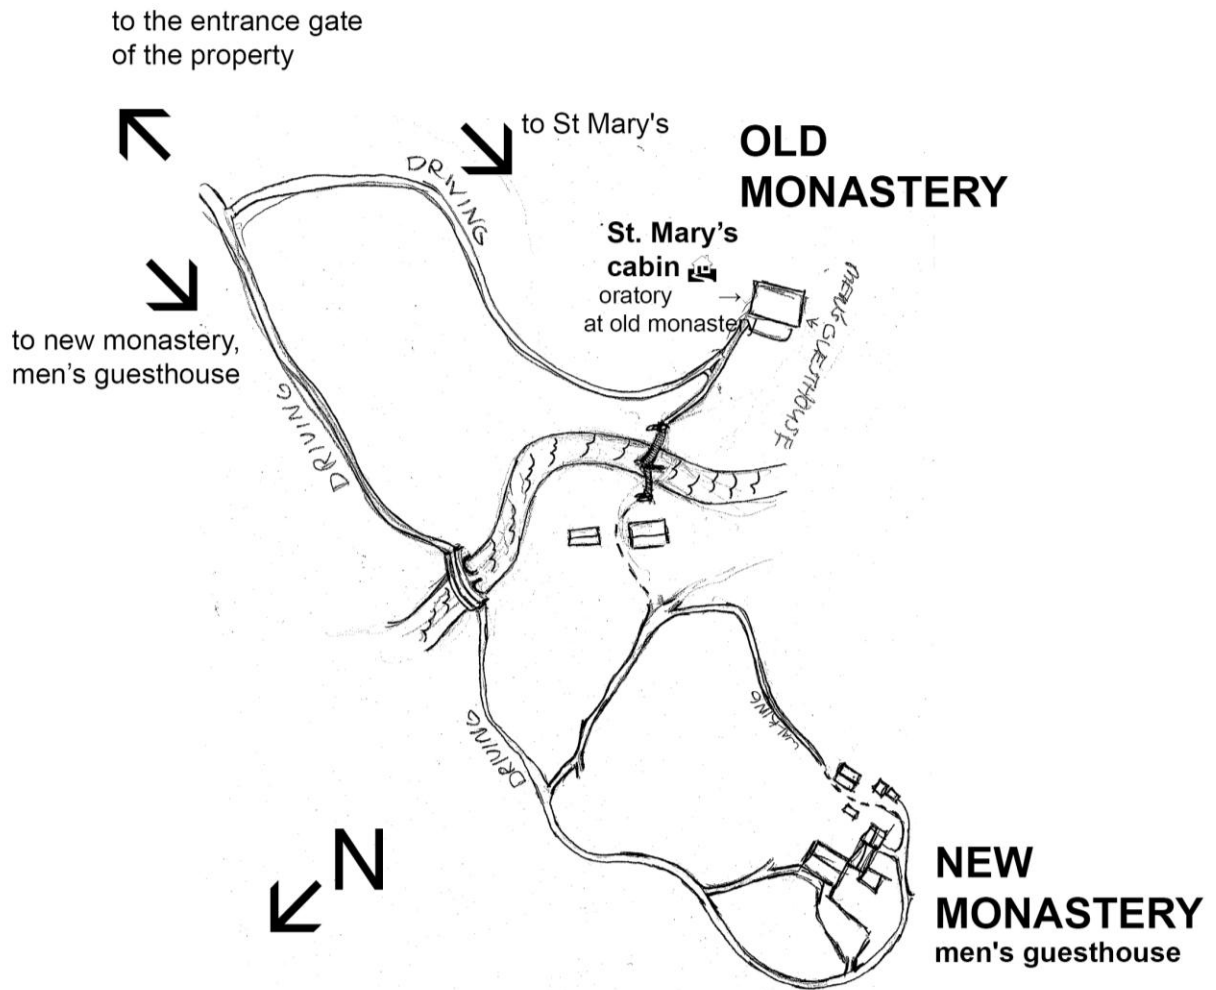 to the entrance gate
of the property
to St Mary's
OLD
MONASTERY
DRIVING
St. Mary's
cabin
oratory →
at old monastery
MEN'S GUESTHOUSE
to new monastery,
men's guesthouse
DRIVING
WALKING
DRIVING
N
NEW
MONASTERY
men's guesthouse